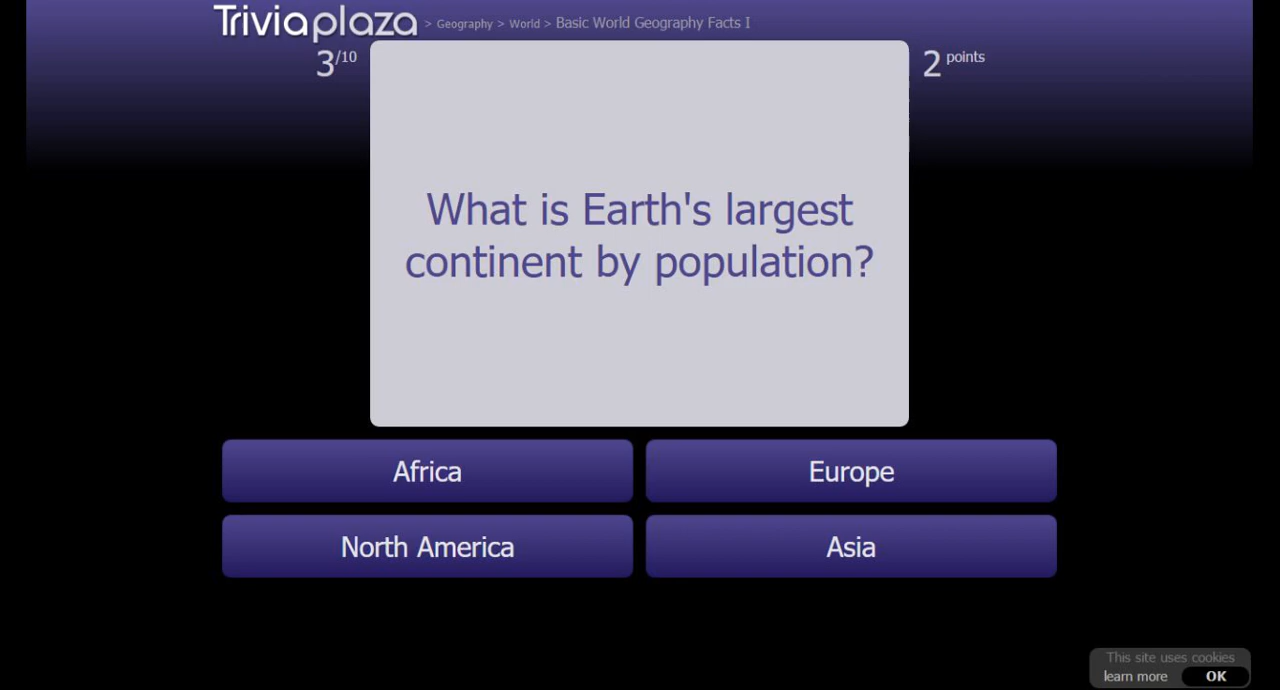 Triviaplaza > Geography > World > Basic World Geography Facts I
3/10
2 points
What is Earth's largest
continent by population?
Africa
Europe
North America
Asia
This site uses cookies
learn more OK